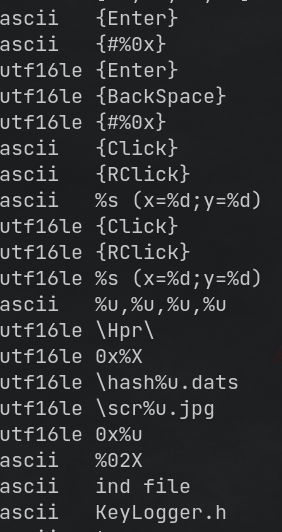 ascii {Enter}
ascii {#%0x}
utf16le {Enter}
utf16le {BackSpace}
utf16le {#%0x}
ascii {Click}
ascii {RClick}
ascii %s (x=%d;y=%d)
utf16le {Click}
utf16le {RClick}
utf16le %s (x=%d;y=%d)
ascii %u,%u,%u,%u
utf16le \Hpr\
utf16le 0x%X
utf16le \hash%u.dats
utf16le \scr%u.jpg
utf16le 0x%u
ascii %02X
ascii ind file
ascii KeyLogger.h